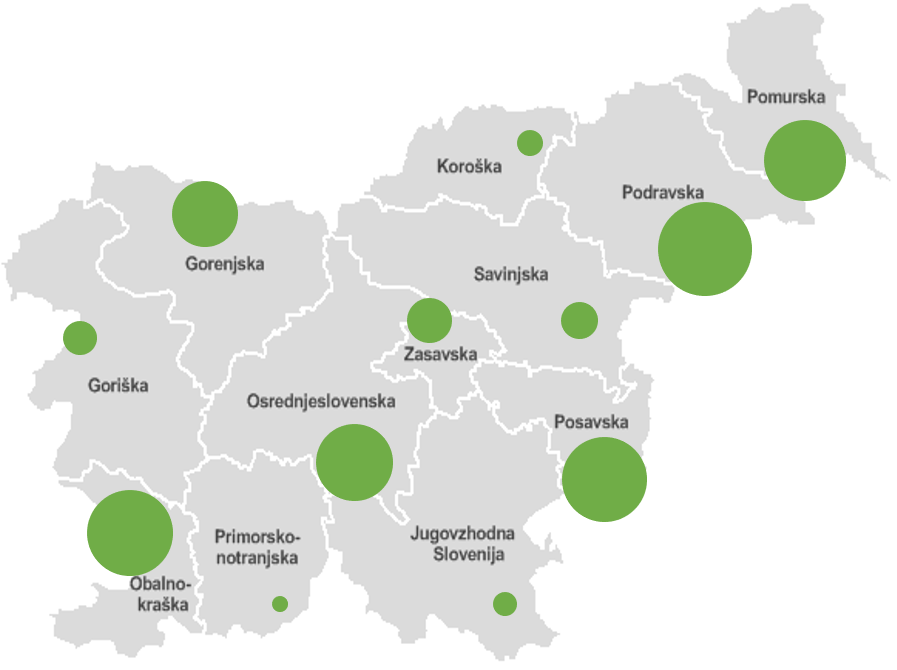 Pomurska
Koroška
Podravska
Gorenjska
Savinjska
Zasavska
Goriška
Osrednjeslovenska
Posavska
Primorsko-
notranjska
Jugovzhodna
Slovenija
Obalno-
kraška